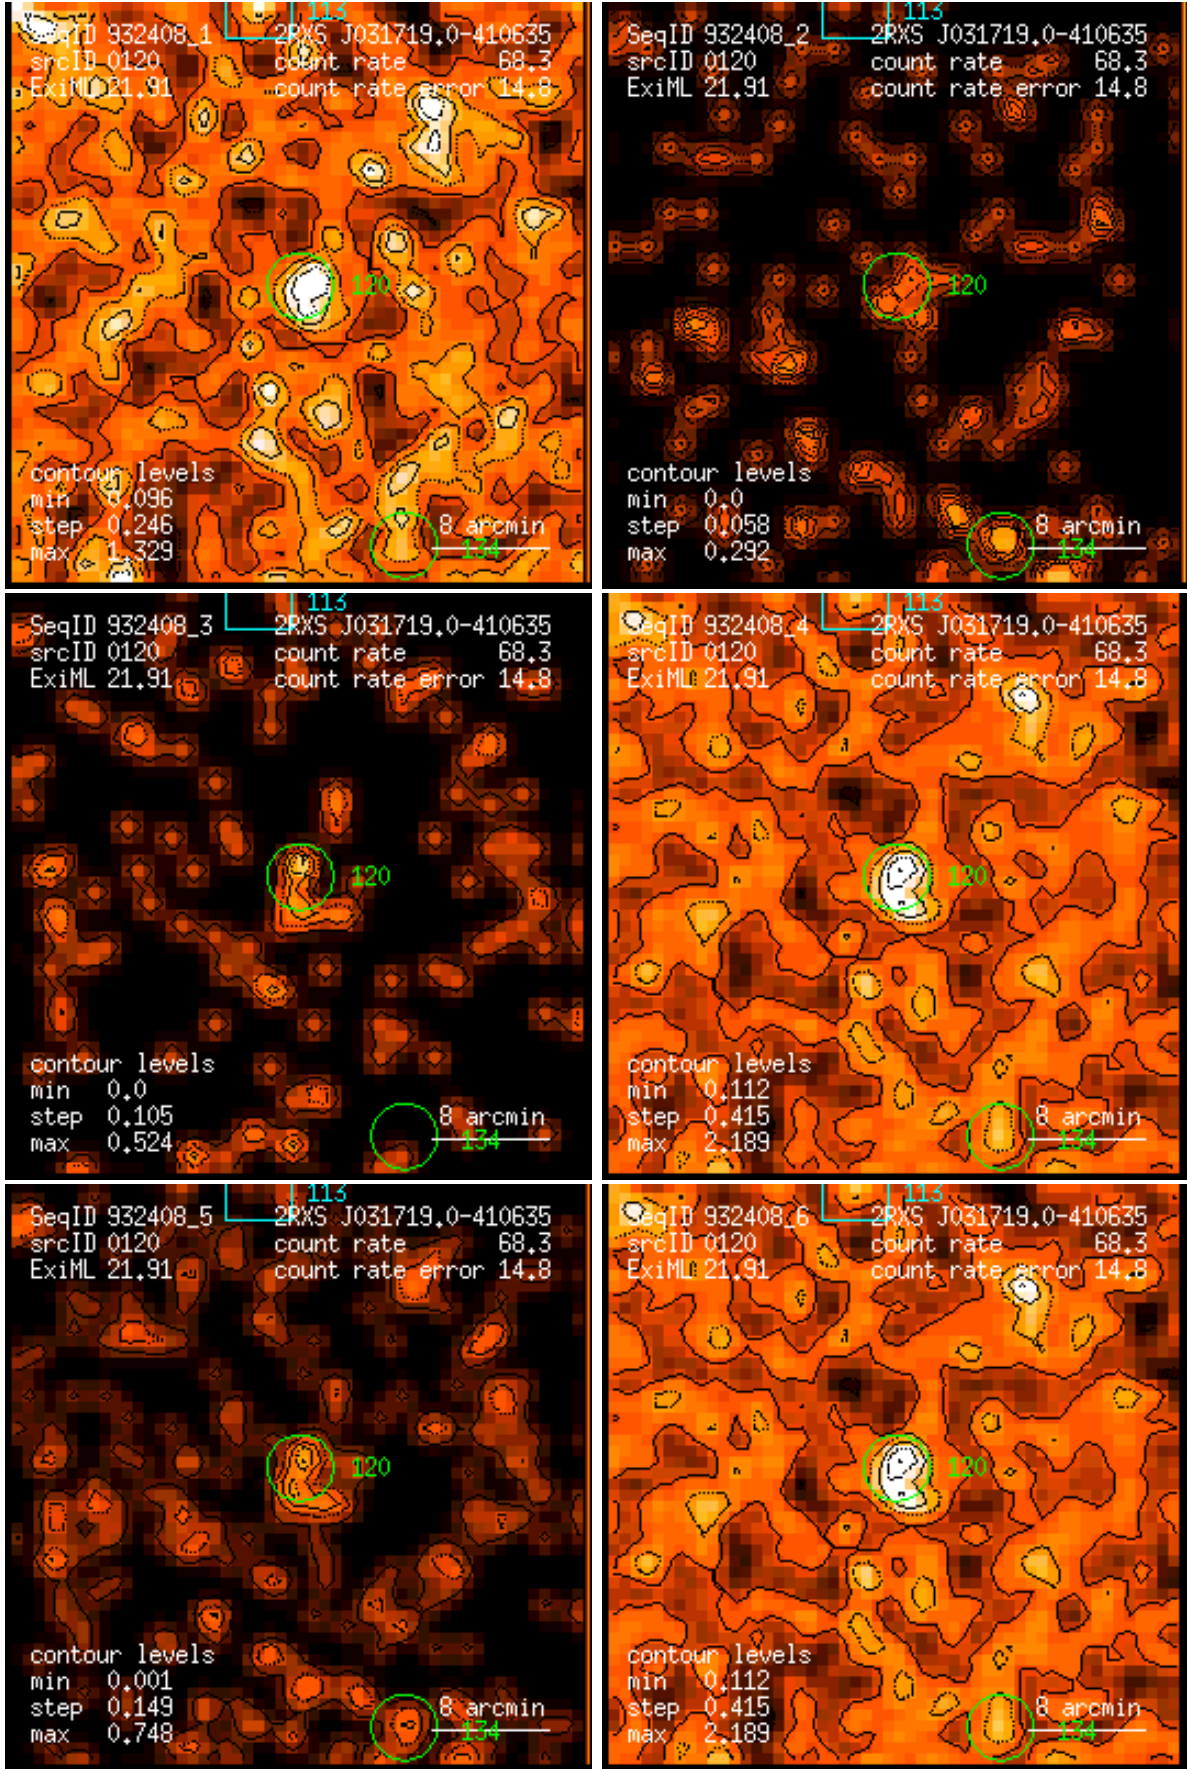 113
SeqID 932408_1 2RXS J031719.0-410635
srcID 0120 count rate 68.3
ExiML 21.91 count rate error 14.8
120
contour levels
min 0.096
step 0.246
max 1.329
8 arcmin
134
113
SeqID 932408_2 2RXS J031719.0-410635
srcID 0120 count rate 68.3
ExiML 21.91 count rate error 14.8
120
contour levels
min 0.0
step 0.058
max 0.292
8 arcmin
134
113
SeqID 932408_3 2RXS J031719.0-410635
srcID 0120 count rate 68.3
ExiML 21.91 count rate error 14.8
120
contour levels
min 0.0
step 0.105
max 0.524
8 arcmin
134
113
SeqID 932408_4 2RXS J031719.0-410635
srcID 0120 count rate 68.3
ExiML 21.91 count rate error 14.8
120
contour levels
min 0.112
step 0.415
max 2.189
8 arcmin
134
113
SeqID 932408_5 2RXS J031719.0-410635
srcID 0120 count rate 68.3
ExiML 21.91 count rate error 14.8
120
contour levels
min 0.001
step 0.149
max 0.748
8 arcmin
134
113
SeqID 932408_6 2RXS J031719.0-410635
srcID 0120 count rate 68.3
ExiML 21.91 count rate error 14.8
120
contour levels
min 0.112
step 0.415
max 2.189
8 arcmin
134